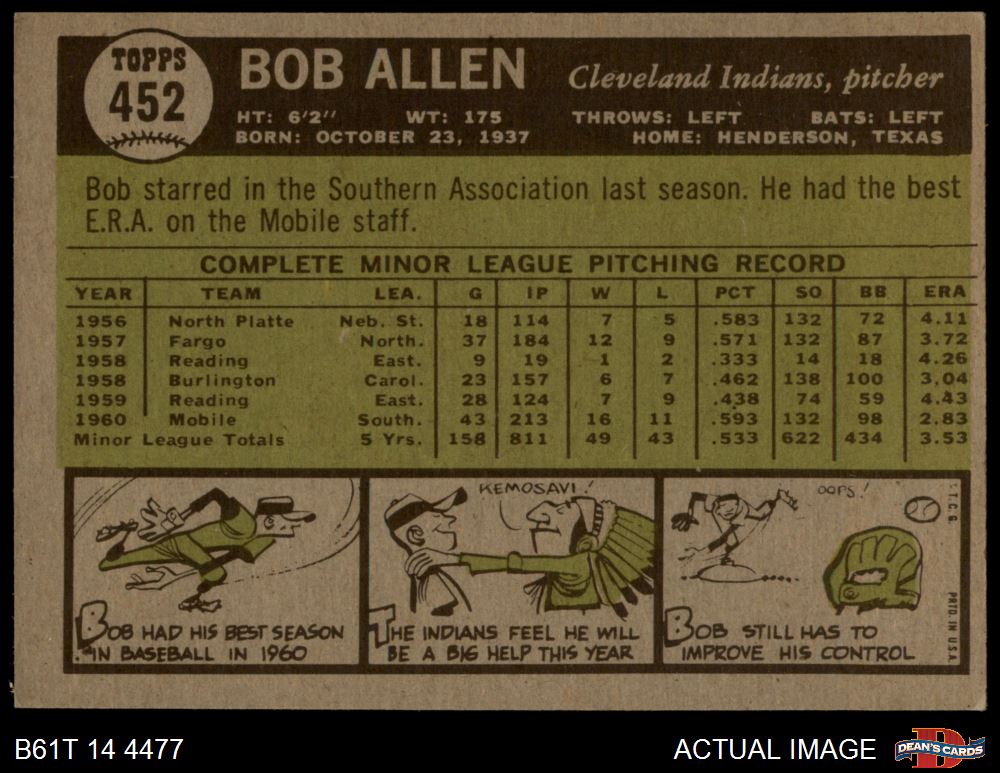 TOPPS
452
BOB ALLEN
Cleveland Indians, pitcher
HT: 6'2" WT: 175 THROWS: LEFT BATS: LEFT
BORN: OCTOBER 23, 1937 HOME: HENDERSON, TEXAS
Bob starred in the Southern Association last season. He had the best
E.R.A. on the Mobile staff.
COMPLETE MINOR LEAGUE PITCHING RECORD
YEAR TEAM LEA. G IP W L PCT SO BB ERA
1956 North Platte Neb. St. 18 114 7 5 .583 132 72 4.11
1957 Fargo North. 37 184 12 9 .571 132 87 3.72
1958 Reading East. 9 19 1 2 .333 14 18 4.26
1958 Burlington Carol. 23 157 6 7 .462 138 100 3.04
1959 Reading East. 28 124 7 9 .438 74 59 4.43
1960 Mobile South. 43 213 16 11 .593 132 98 2.83
Minor League Totals 5 Yrs. 158 811 49 43 .533 622 434 3.53
BOB HAD HIS BEST SEASON
IN BASEBALL IN 1960
KEMOSAVI!
THE INDIANS FEEL HE WILL
BE A BIG HELP THIS YEAR
OOPS!
BOB STILL HAS TO
IMPROVE HIS CONTROL
T.C.G.
PRTD. IN U.S.A.
B61T 14 4477
ACTUAL IMAGE
D
DEAN'S CARDS